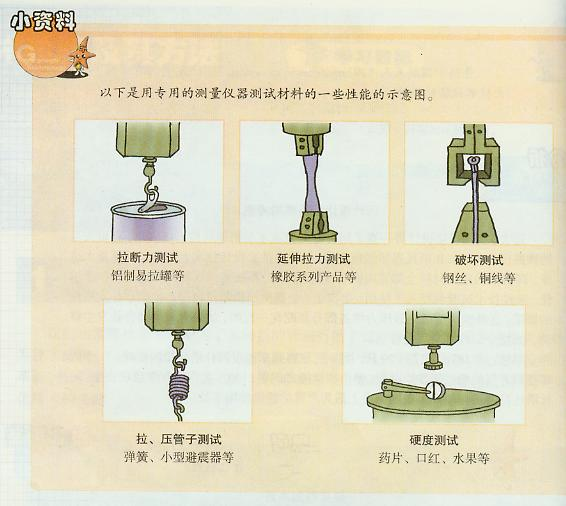 小资料
以下是用专用的测量仪器测试材料的一些性能的示意图。
拉断力测试
铝制易拉罐等
延伸拉力测试
橡胶系列产品等
破坏测试
钢丝、铜线等
拉、压管子测试
弹簧、小型避震器等
硬度测试
药片、口红、水果等